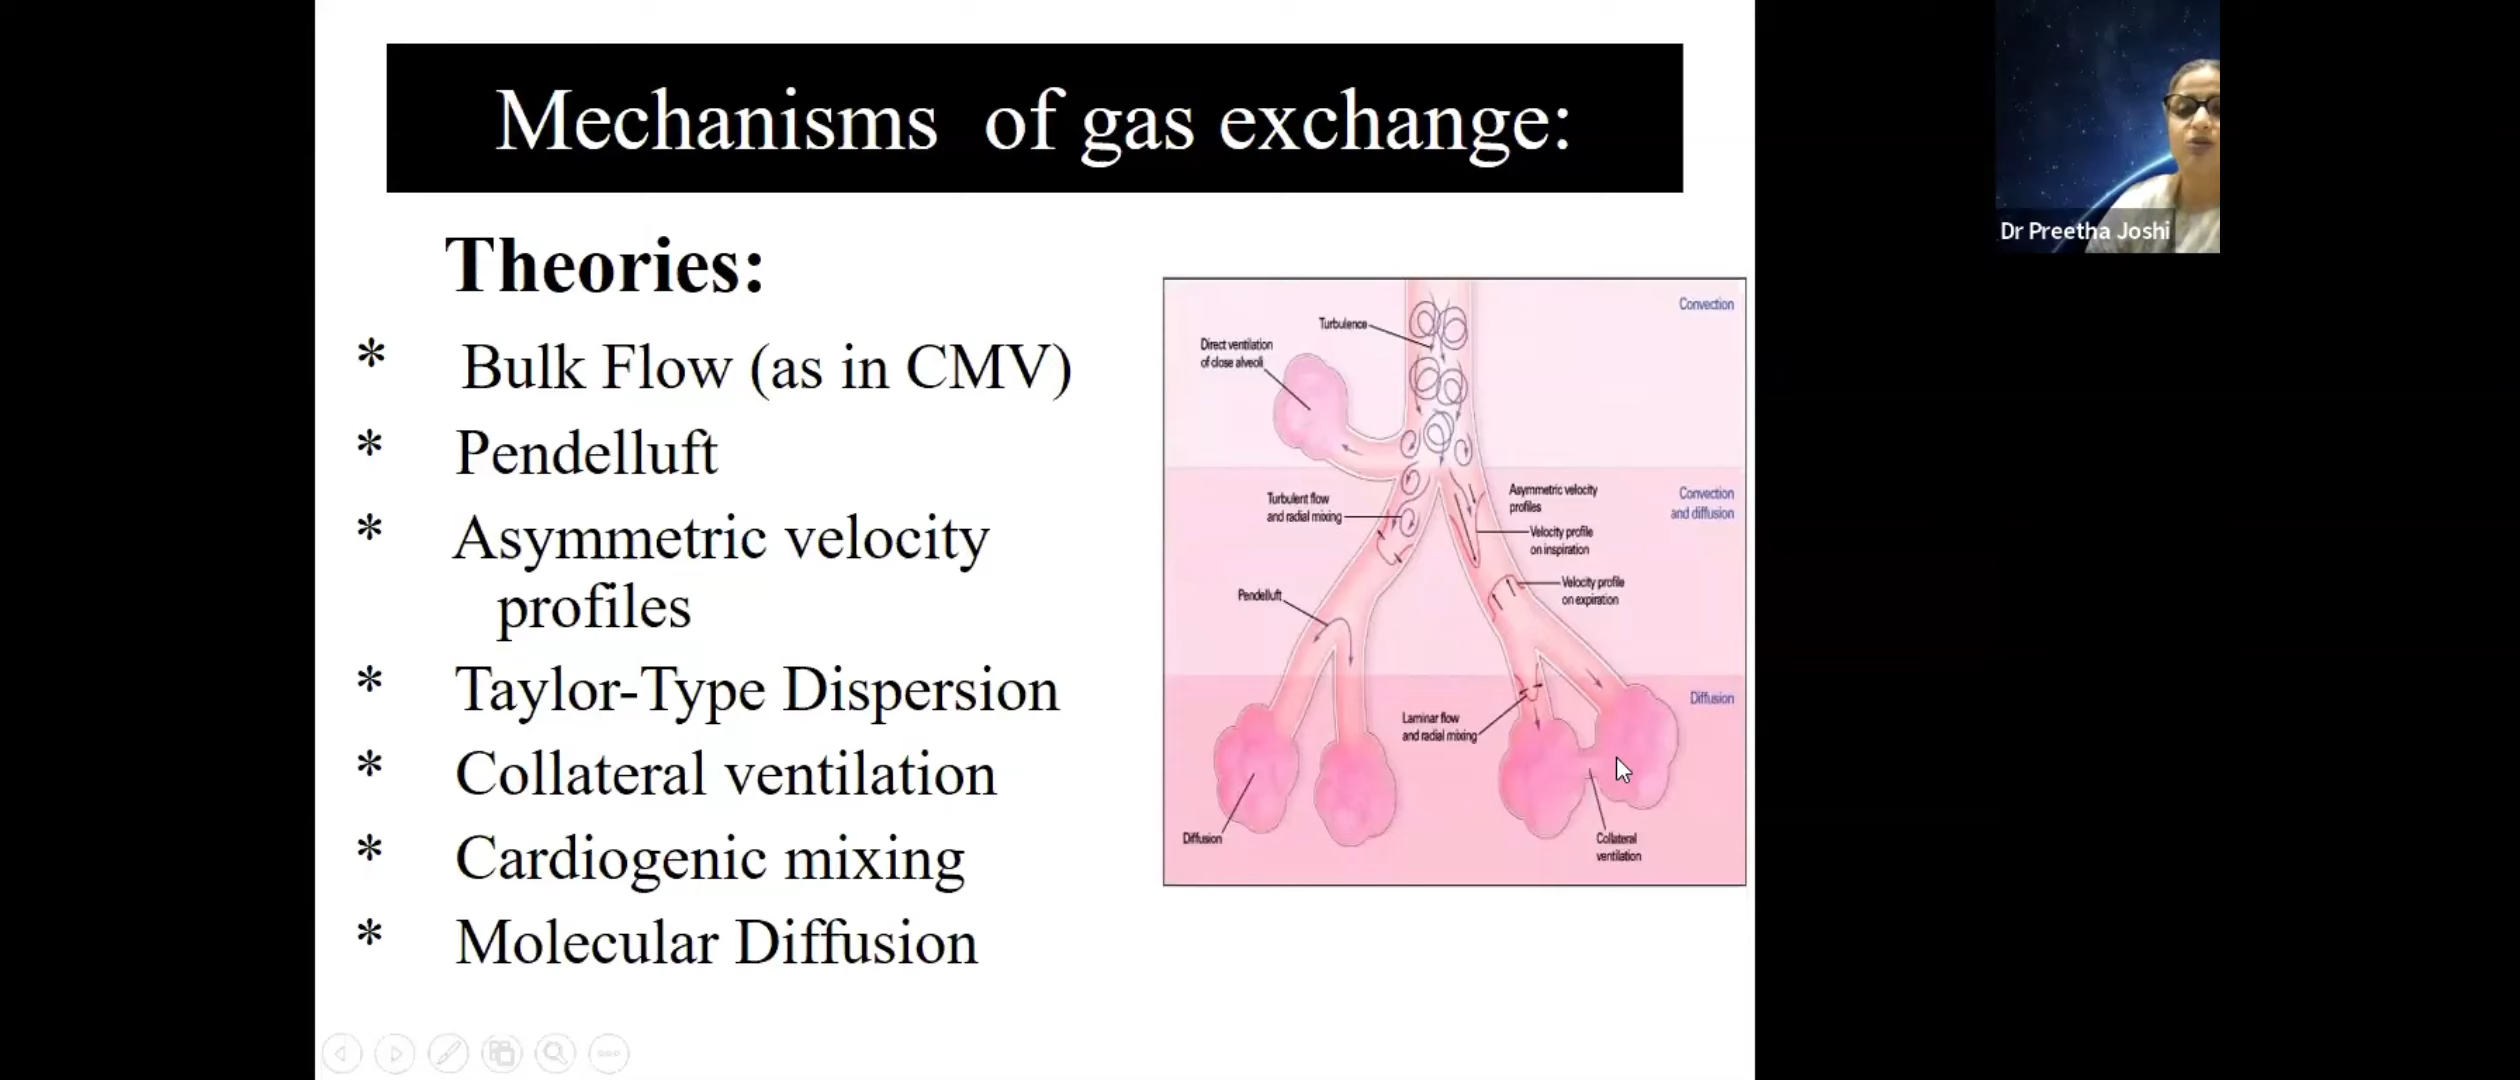 Mechanisms of gas exchange:
Theories:
* Bulk Flow (as in CMV)
* Pendelluft
* Asymmetric velocity
profiles
* Taylor-Type Dispersion
* Collateral ventilation
* Cardiogenic mixing
* Molecular Diffusion
Convection
Turbulence
Direct ventilation
of close alveoli
Turbulent flow
and radial mixing
Asymmetric velocity
profiles
Convection
and diffusion
Velocity profile
on inspiration
Velocity profile
on expiration
Pendelluft
Diffusion
Laminar flow
and radial mixing
Diffusion
Collateral
ventilation
Dr Preetha Joshi